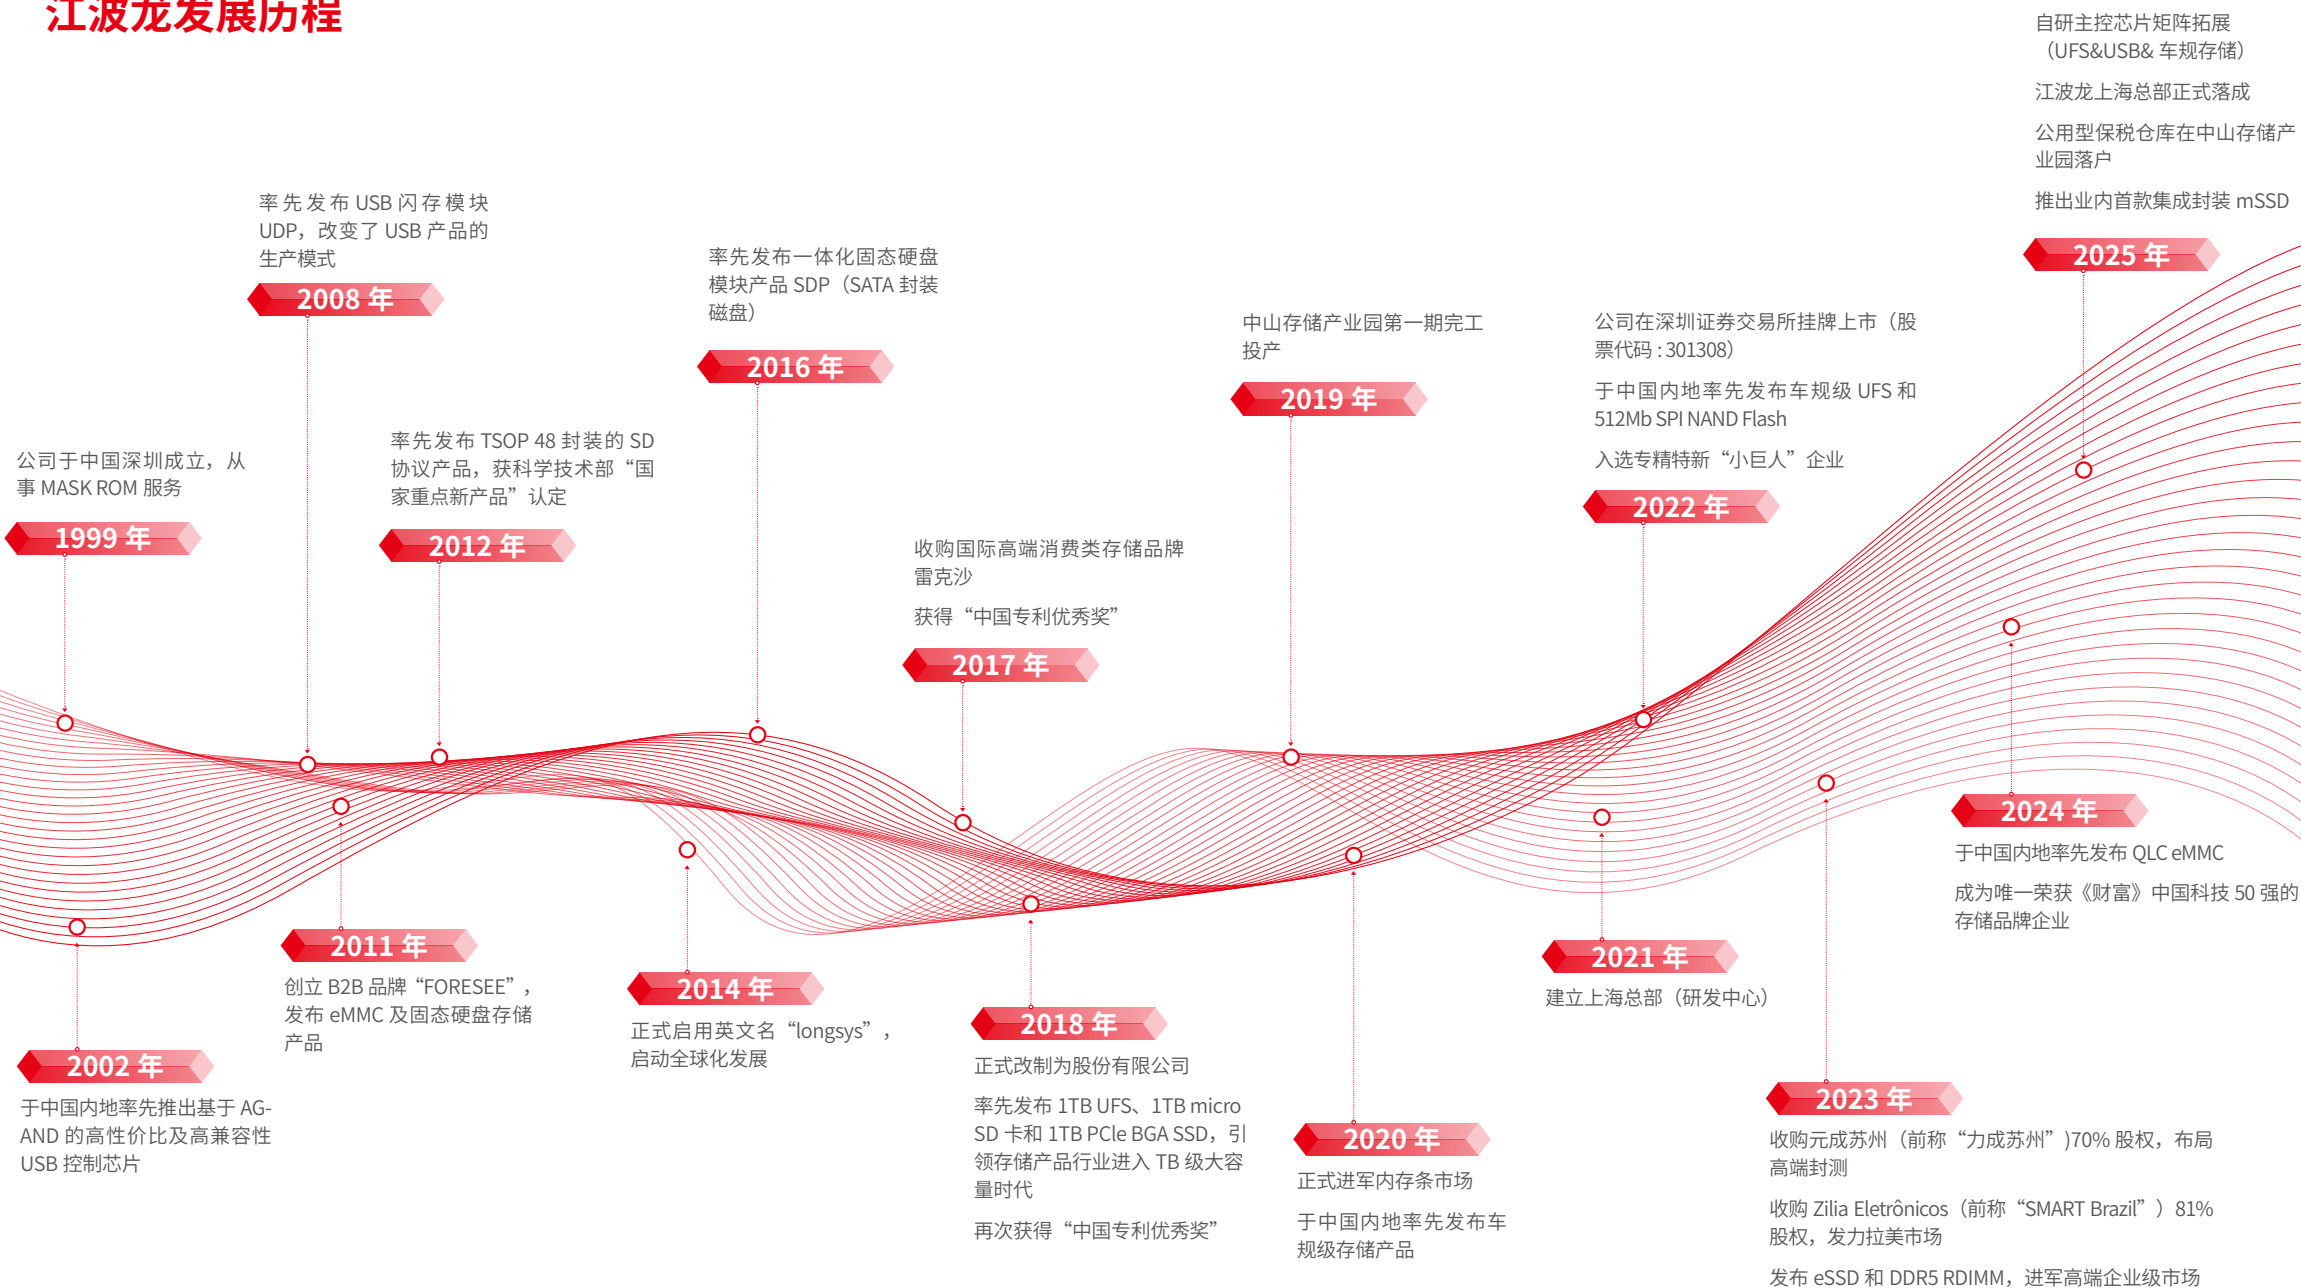 江波龙发展历程
公司于中国深圳成立，从
事 MASK ROM 服务
1999 年
于中国内地率先推出基于 AG-
AND 的高性价比及高兼容性
USB 控制芯片
2002 年
率先发布 USB 闪存模块
UDP，改变了 USB 产品的
生产模式
2008 年
2011 年
创立 B2B 品牌“FORESEE”，
发布 eMMC 及固态硬盘存储
产品
率先发布 TSOP 48 封装的 SD
协议产品，获科学技术部“国
家重点新产品”认定
2012 年
2014 年
正式启用英文名“longsys”，
启动全球化发展
率先发布一体化固态硬盘
模块产品 SDP（SATA 封装
磁盘）
2016 年
收购国际高端消费类存储品牌
雷克沙
获得“中国专利优秀奖”
2017 年
2018 年
正式改制为股份有限公司
率先发布 1TB UFS、1TB micro
SD 卡和 1TB PCle BGA SSD，引
领存储产品行业进入 TB 级大容
量时代
再次获得“中国专利优秀奖”
中山存储产业园第一期完工
投产
2019 年
2020 年
正式进军内存条市场
于中国内地率先发布车
规级存储产品
2021 年
建立上海总部（研发中心）
公司在深圳证券交易所挂牌上市（股
票代码 : 301308）
于中国内地率先发布车规级 UFS 和
512Mb SPI NAND Flash
入选专精特新“小巨人”企业
2022 年
2023 年
收购元成苏州（前称“力成苏州”)70% 股权，布局
高端封测
收购 Zilia Eletrônicos（前称“SMART Brazil”）81%
股权，发力拉美市场
发布 eSSD 和 DDR5 RDIMM，进军高端企业级市场
2024 年
于中国内地率先发布 QLC eMMC
成为唯一荣获《财富》中国科技 50 强的
存储品牌企业
自研主控芯片矩阵拓展
（UFS&USB& 车规存储）
江波龙上海总部正式落成
公用型保税仓库在中山存储产
业园落户
推出业内首款集成封装 mSSD
2025 年